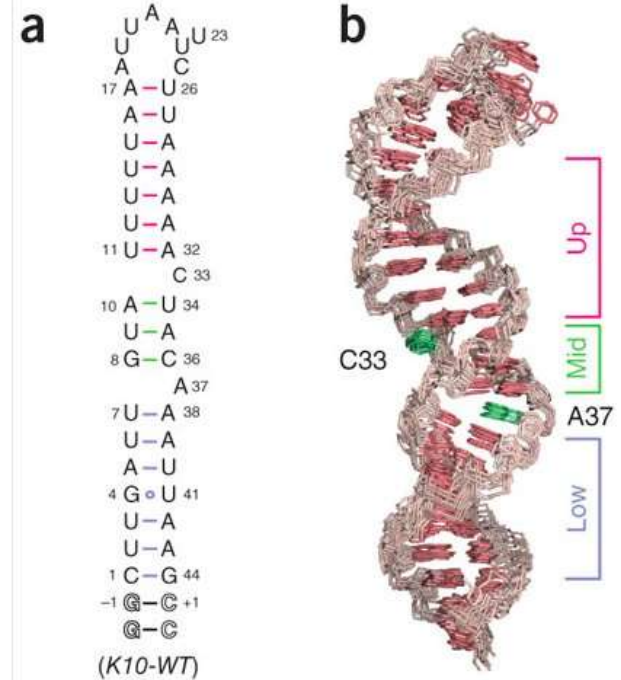 a
b
A
U A
U U U 23
A C
17 A – U 26
A – U
U – A
U – A
U – A
U – A
11 U – A 32
C 33
10 A – U 34
U – A
8 G – C 36
A 37
7 U – A 38
U – A
A – U
4 G ∘ U 41
U – A
U – A
1 C – G 44
–1 G – C +1
G – C
(K10-WT)
Up
C33
Mid
A37
Low